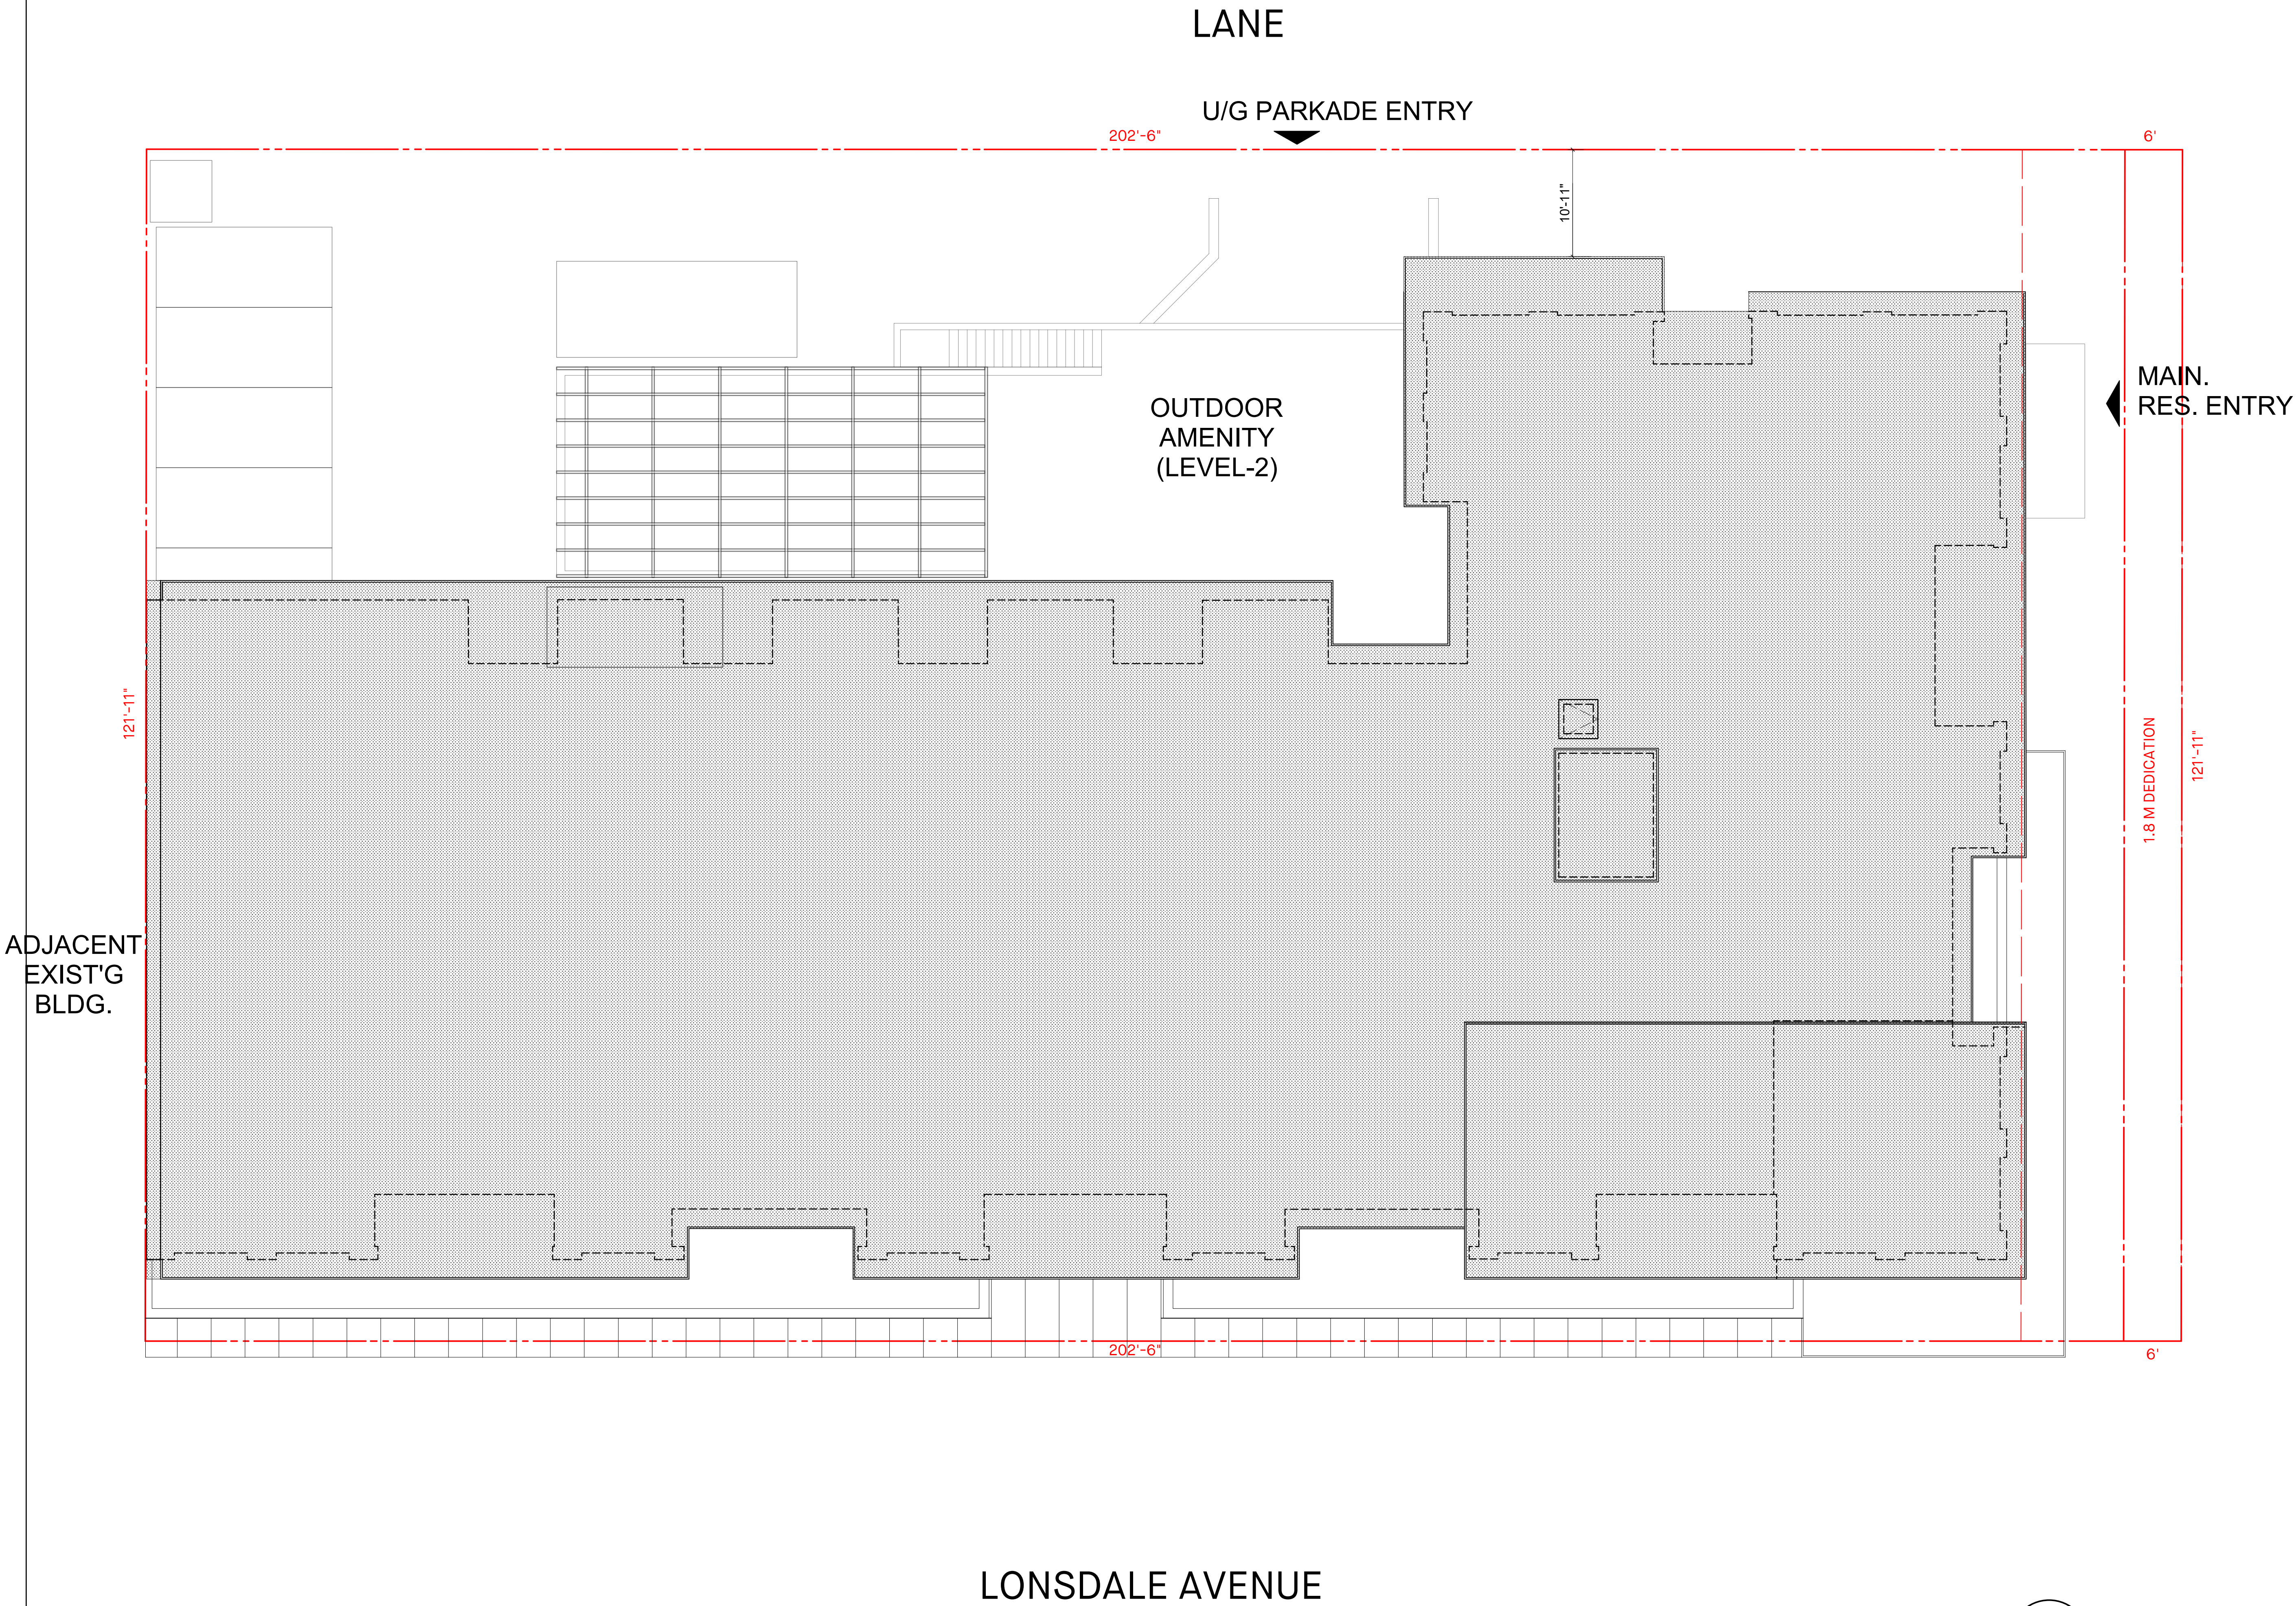 LANE
U/G PARKADE ENTRY
202'-6"
6'
10'-11"
MAIN.
RES. ENTRY
OUTDOOR
AMENITY
(LEVEL-2)
121'-11"
1.8 M DEDICATION
121'-11"
ADJACENT
EXIST'G
BLDG.
202'-6"
6'
LONSDALE AVENUE